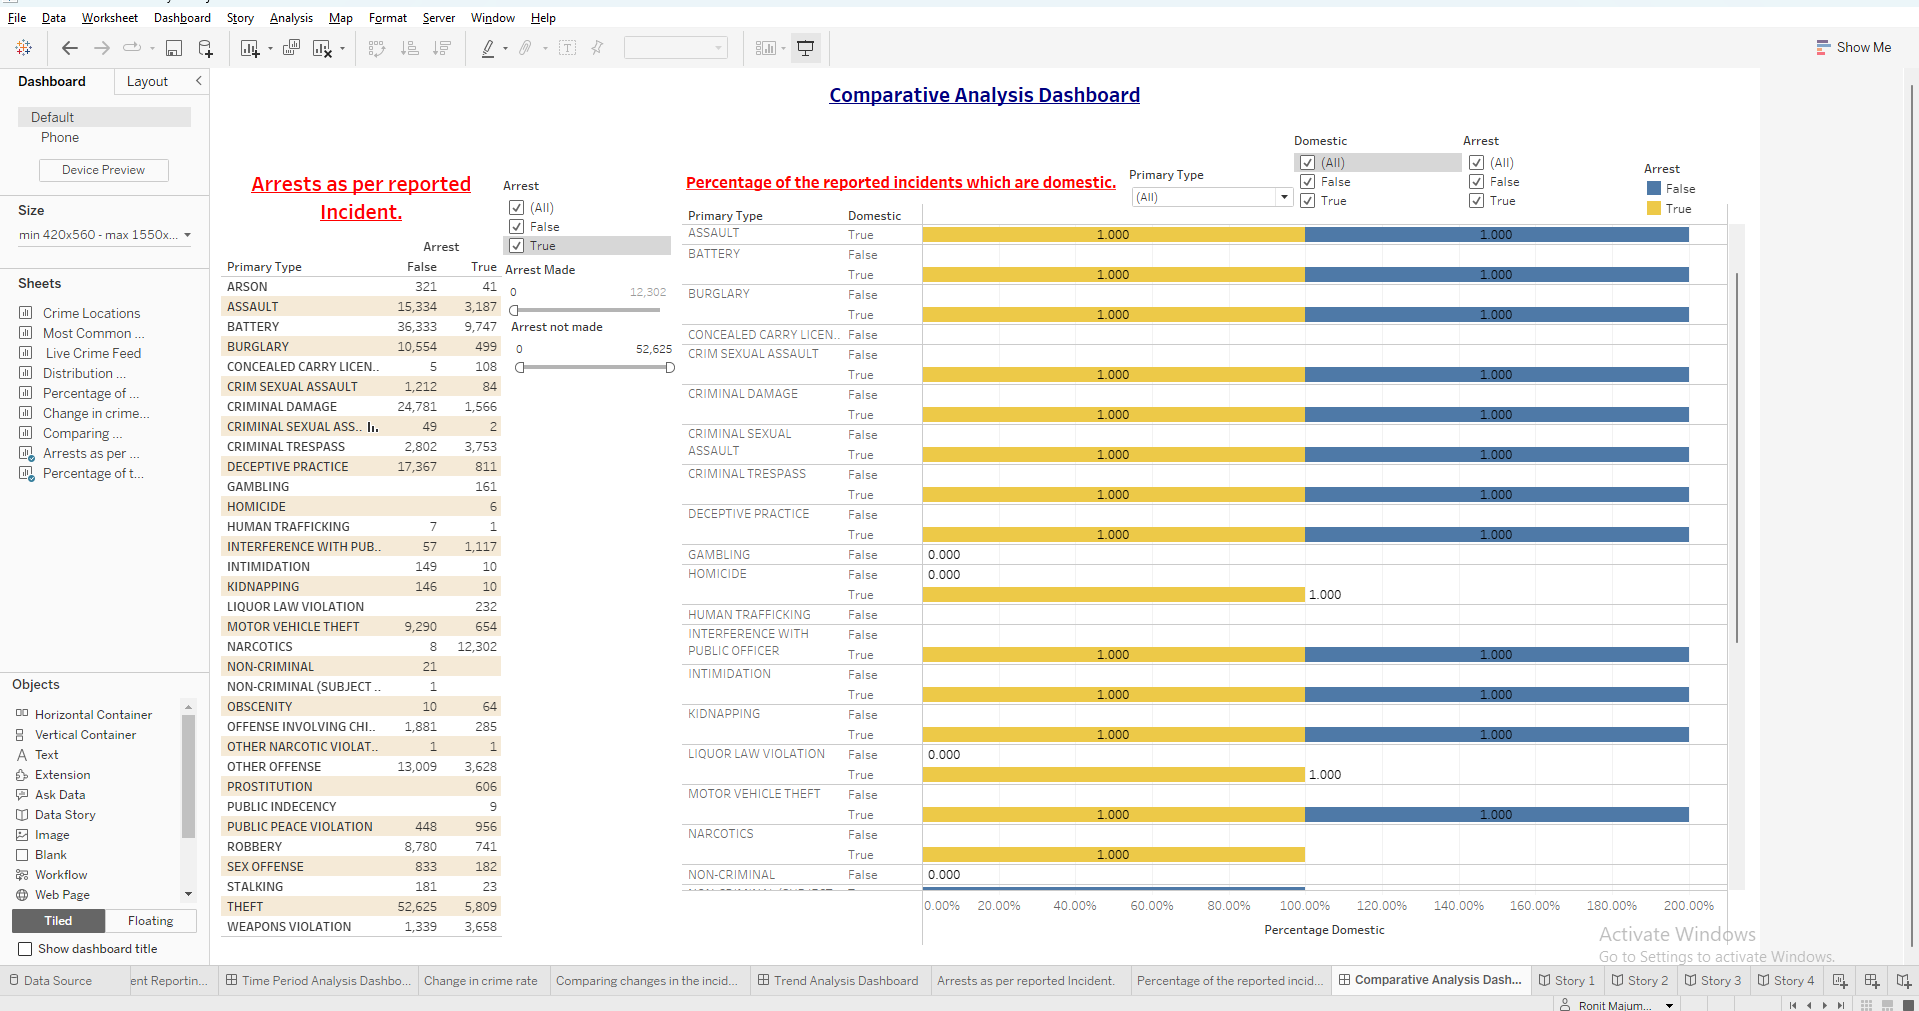 File Data Worksheet Dashboard Story Analysis Map Format Server Window Help
Show Me
Dashboard Layout
Default
Phone
Device Preview
Size
min 420x560 - max 1550x...
Sheets
Crime Locations
Most Common ...
Live Crime Feed
Distribution ...
Percentage of ...
Change in crime...
Comparing ...
Arrests as per ...
Percentage of t...
Objects
Horizontal Container
Vertical Container
Text
Extension
Ask Data
Data Story
Image
Blank
Workflow
Web Page
Tiled Floating
Show dashboard title
Comparative Analysis Dashboard
Arrests as per reported
Incident.
Arrest
Primary Type False True
ARSON 321 41
ASSAULT 15,334 3,187
BATTERY 36,333 9,747
BURGLARY 10,554 499
CONCEALED CARRY LICEN.. 5 108
CRIM SEXUAL ASSAULT 1,212 84
CRIMINAL DAMAGE 24,781 1,566
CRIMINAL SEXUAL ASS.. 49 2
CRIMINAL TRESPASS 2,802 3,753
DECEPTIVE PRACTICE 17,367 811
GAMBLING 161
HOMICIDE 6
HUMAN TRAFFICKING 7 1
INTERFERENCE WITH PUB.. 57 1,117
INTIMIDATION 149 10
KIDNAPPING 146 10
LIQUOR LAW VIOLATION 232
MOTOR VEHICLE THEFT 9,290 654
NARCOTICS 8 12,302
NON-CRIMINAL 21
NON-CRIMINAL (SUBJECT .. 1
OBSCENITY 10 64
OFFENSE INVOLVING CHI.. 1,881 285
OTHER NARCOTIC VIOLAT.. 1 1
OTHER OFFENSE 13,009 3,628
PROSTITUTION 606
PUBLIC INDECENCY 9
PUBLIC PEACE VIOLATION 448 956
ROBBERY 8,780 741
SEX OFFENSE 833 182
STALKING 181 23
THEFT 52,625 5,809
WEAPONS VIOLATION 1,339 3,658
Arrest
(All)
False
True
Arrest Made
0 12,302
Arrest not made
0 52,625
Percentage of the reported incidents which are domestic.
Primary Type
(All)
Domestic
(All)
False
True
Arrest
(All)
False
True
Arrest
False
True
Primary Type Domestic
ASSAULT True 1.000 1.000
BATTERY False
True 1.000 1.000
BURGLARY False
True 1.000 1.000
CONCEALED CARRY LICEN.. False
CRIM SEXUAL ASSAULT False
True 1.000 1.000
CRIMINAL DAMAGE False
True 1.000 1.000
CRIMINAL SEXUAL False
ASSAULT True 1.000 1.000
CRIMINAL TRESPASS False
True 1.000 1.000
DECEPTIVE PRACTICE False
True 1.000 1.000
GAMBLING False 0.000
HOMICIDE False 0.000
True 1.000
HUMAN TRAFFICKING False
INTERFERENCE WITH False
PUBLIC OFFICER True 1.000 1.000
INTIMIDATION False
True 1.000 1.000
KIDNAPPING False
True 1.000 1.000
LIQUOR LAW VIOLATION False 0.000
True 1.000
MOTOR VEHICLE THEFT False
True 1.000 1.000
NARCOTICS False
True 1.000
NON-CRIMINAL False 0.000
0.00% 20.00% 40.00% 60.00% 80.00% 100.00% 120.00% 140.00% 160.00% 180.00% 200.00%
Percentage Domestic
Activate Windows
Go to Settings to activate Windows.
Data Source ent Reportin... Time Period Analysis Dashbo... Change in crime rate Comparing changes in the incid... Trend Analysis Dashboard Arrests as per reported Incident. Percentage of the reported incid... Comparative Analysis Dash... Story 1 Story 2 Story 3 Story 4
Ronit Majum...